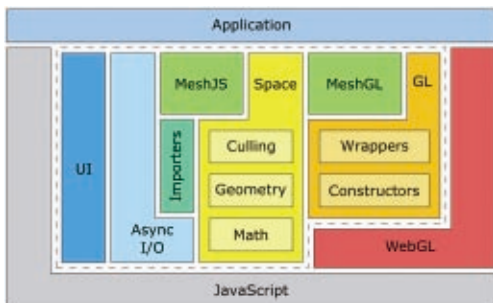 Application
MeshJS
Space
MeshGL
GL
UI
Importers
Culling
Geometry
Math
Wrappers
Constructors
Async
I/O
WebGL
JavaScript